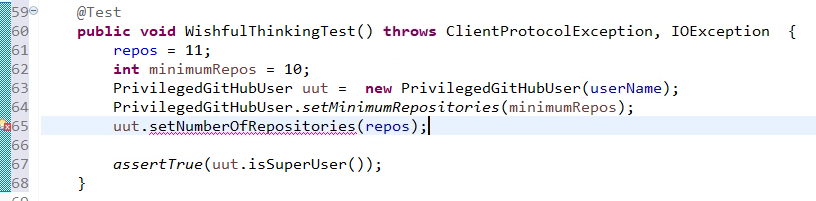 59 @Test
60 public void WishfulThinkingTest() throws ClientProtocolException, IOException {
61 repos = 11;
62 int minimumRepos = 10;
63 PrivilegedGitHubUser uut = new PrivilegedGitHubUser(userName);
64 PrivilegedGitHubUser.setMinimumRepositories(minimumRepos);
65 uut.setNumberOfRepositories(repos);
66
67 assertTrue(uut.isSuperUser());
68 }